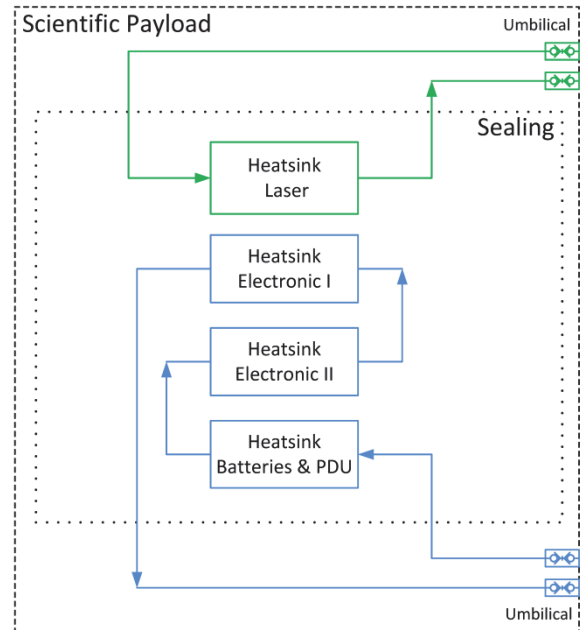 Scientific Payload
Umbilical
Sealing
Heatsink
Laser
Heatsink
Electronic I
Heatsink
Electronic II
Heatsink
Batteries & PDU
Umbilical